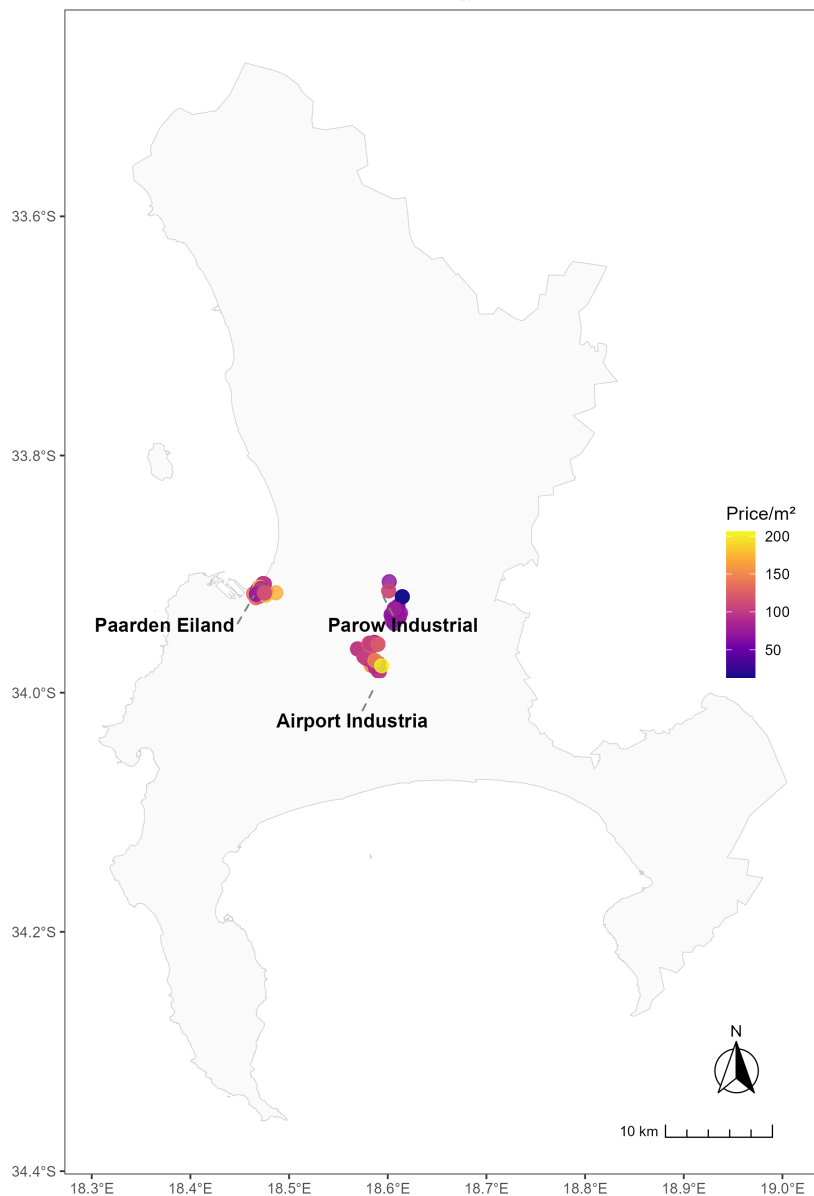 33.6°S
33.8°S
34.0°S
34.2°S
34.4°S
Paarden Eiland
Parow Industrial
Airport Industria
Price/m²
200
150
100
50
N
10 km
18.3°E 18.4°E 18.5°E 18.6°E 18.7°E 18.8°E 18.9°E 19.0°E